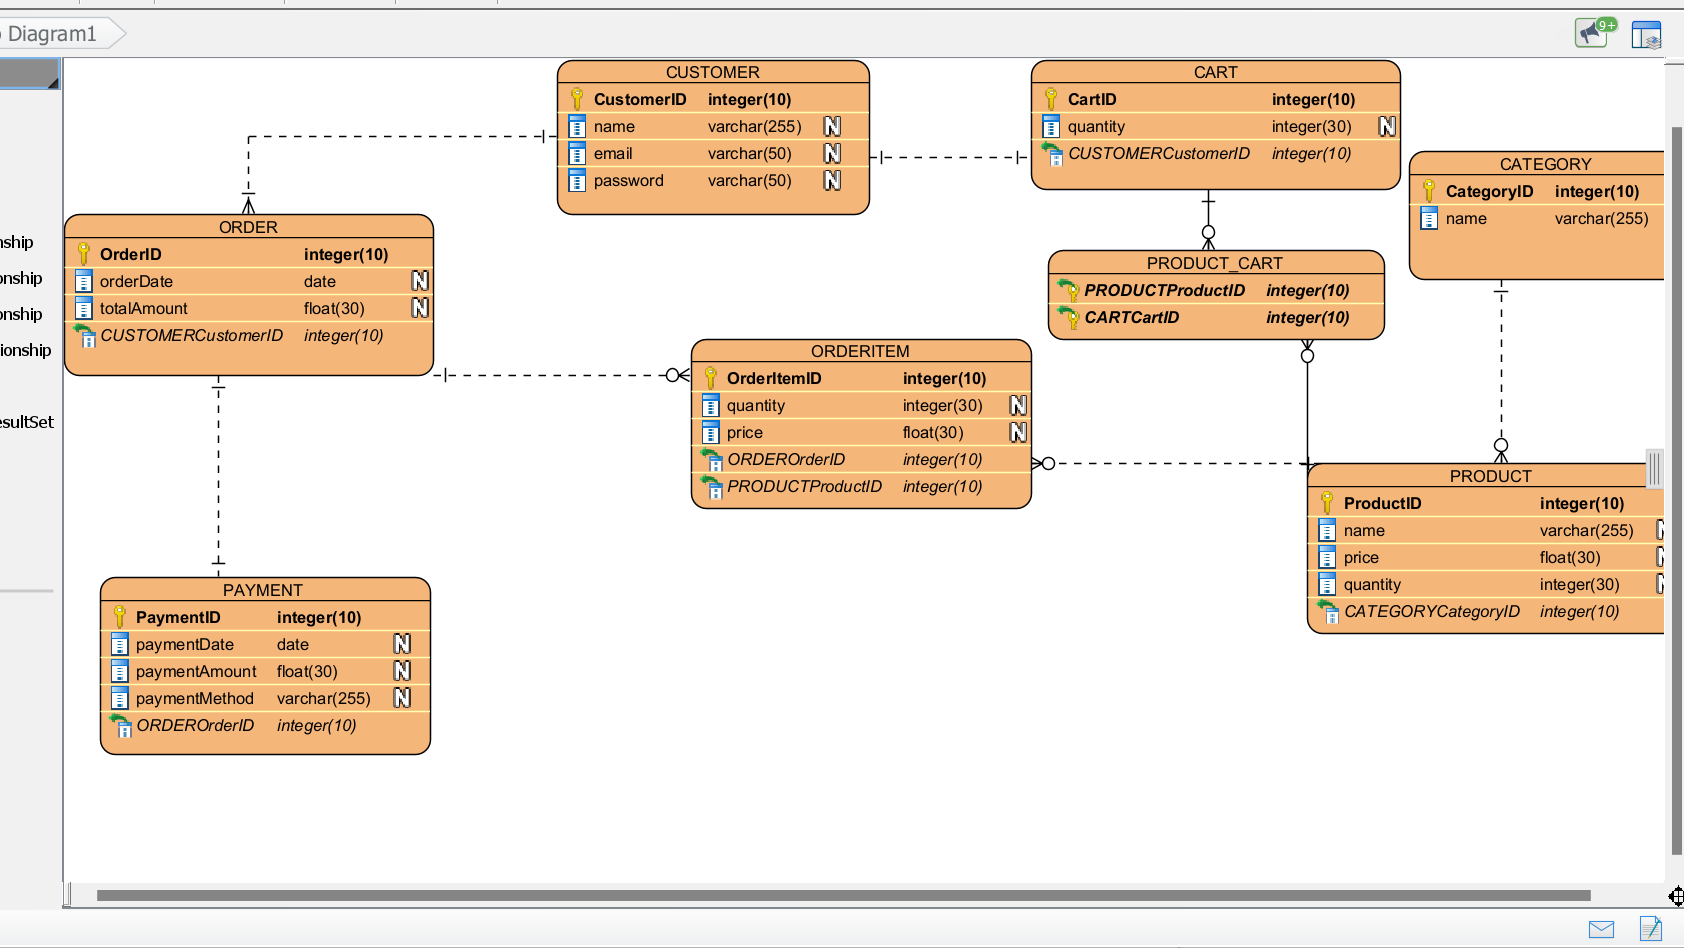 Diagram1
9+
nship
onship
onship
ionship
esultSet
CUSTOMER
CustomerID integer(10)
name varchar(255) N
email varchar(50) N
password varchar(50) N
CART
CartID integer(10)
quantity integer(30) N
CUSTOMERCustomerID integer(10)
CATEGORY
CategoryID integer(10)
name varchar(255)
ORDER
OrderID integer(10)
orderDate date N
totalAmount float(30) N
CUSTOMERCustomerID integer(10)
PRODUCT_CART
PRODUCTProductID integer(10)
CARTCartID integer(10)
ORDERITEM
OrderItemID integer(10)
quantity integer(30) N
price float(30) N
ORDEROrderID integer(10)
PRODUCTProductID integer(10)
PRODUCT
ProductID integer(10)
name varchar(255)
price float(30)
quantity integer(30)
CATEGORYCategoryID integer(10)
PAYMENT
PaymentID integer(10)
paymentDate date N
paymentAmount float(30) N
paymentMethod varchar(255) N
ORDEROrderID integer(10)